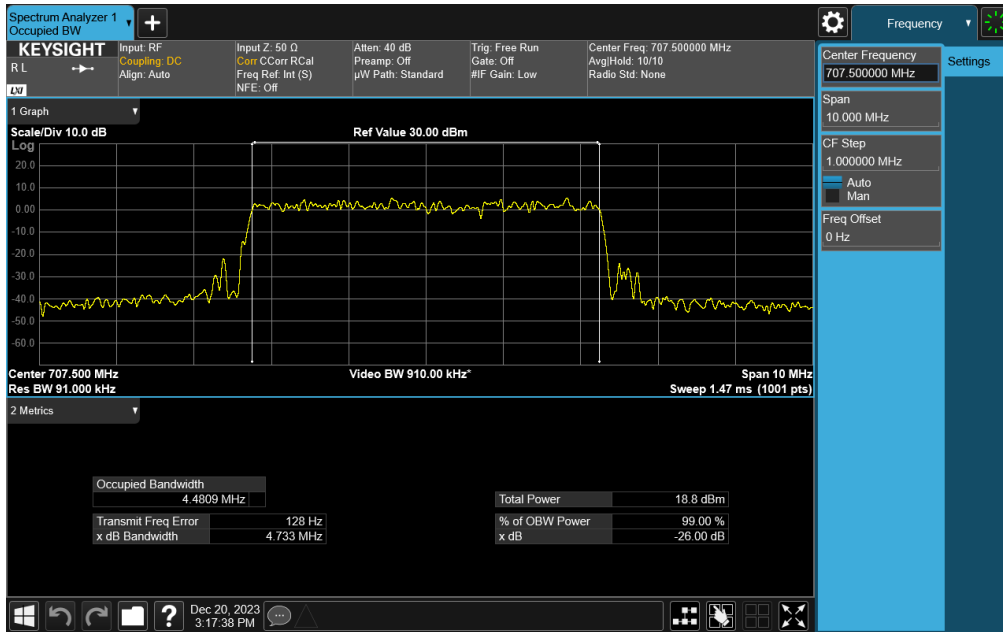 Spectrum Analyzer 1
Occupied BW
Frequency
KEYSIGHT
R L
LXI
Input: RF
Coupling: DC
Align: Auto
Input Z: 50 Ω
Corr CCorr RCal
Freq Ref: Int (S)
NFE: Off
Atten: 40 dB
Preamp: Off
µW Path: Standard
Trig: Free Run
Gate: Off
#IF Gain: Low
Center Freq: 707.500000 MHz
Avg|Hold: 10/10
Radio Std: None
Center Frequency
707.500000 MHz
Settings
Span
10.000 MHz
CF Step
1.000000 MHz
Auto
Man
Freq Offset
0 Hz
1 Graph
Scale/Div 10.0 dB
Ref Value 30.00 dBm
Log
20.0
10.0
0.00
-10.0
-20.0
-30.0
-40.0
-50.0
-60.0
Center 707.500 MHz
Video BW 910.00 kHz*
Span 10 MHz
Res BW 91.000 kHz
Sweep 1.47 ms (1001 pts)
2 Metrics
Occupied Bandwidth
4.4809 MHz
Total Power 18.8 dBm
Transmit Freq Error 128 Hz
% of OBW Power 99.00 %
x dB Bandwidth 4.733 MHz
x dB -26.00 dB
?
Dec 20, 2023
3:17:38 PM